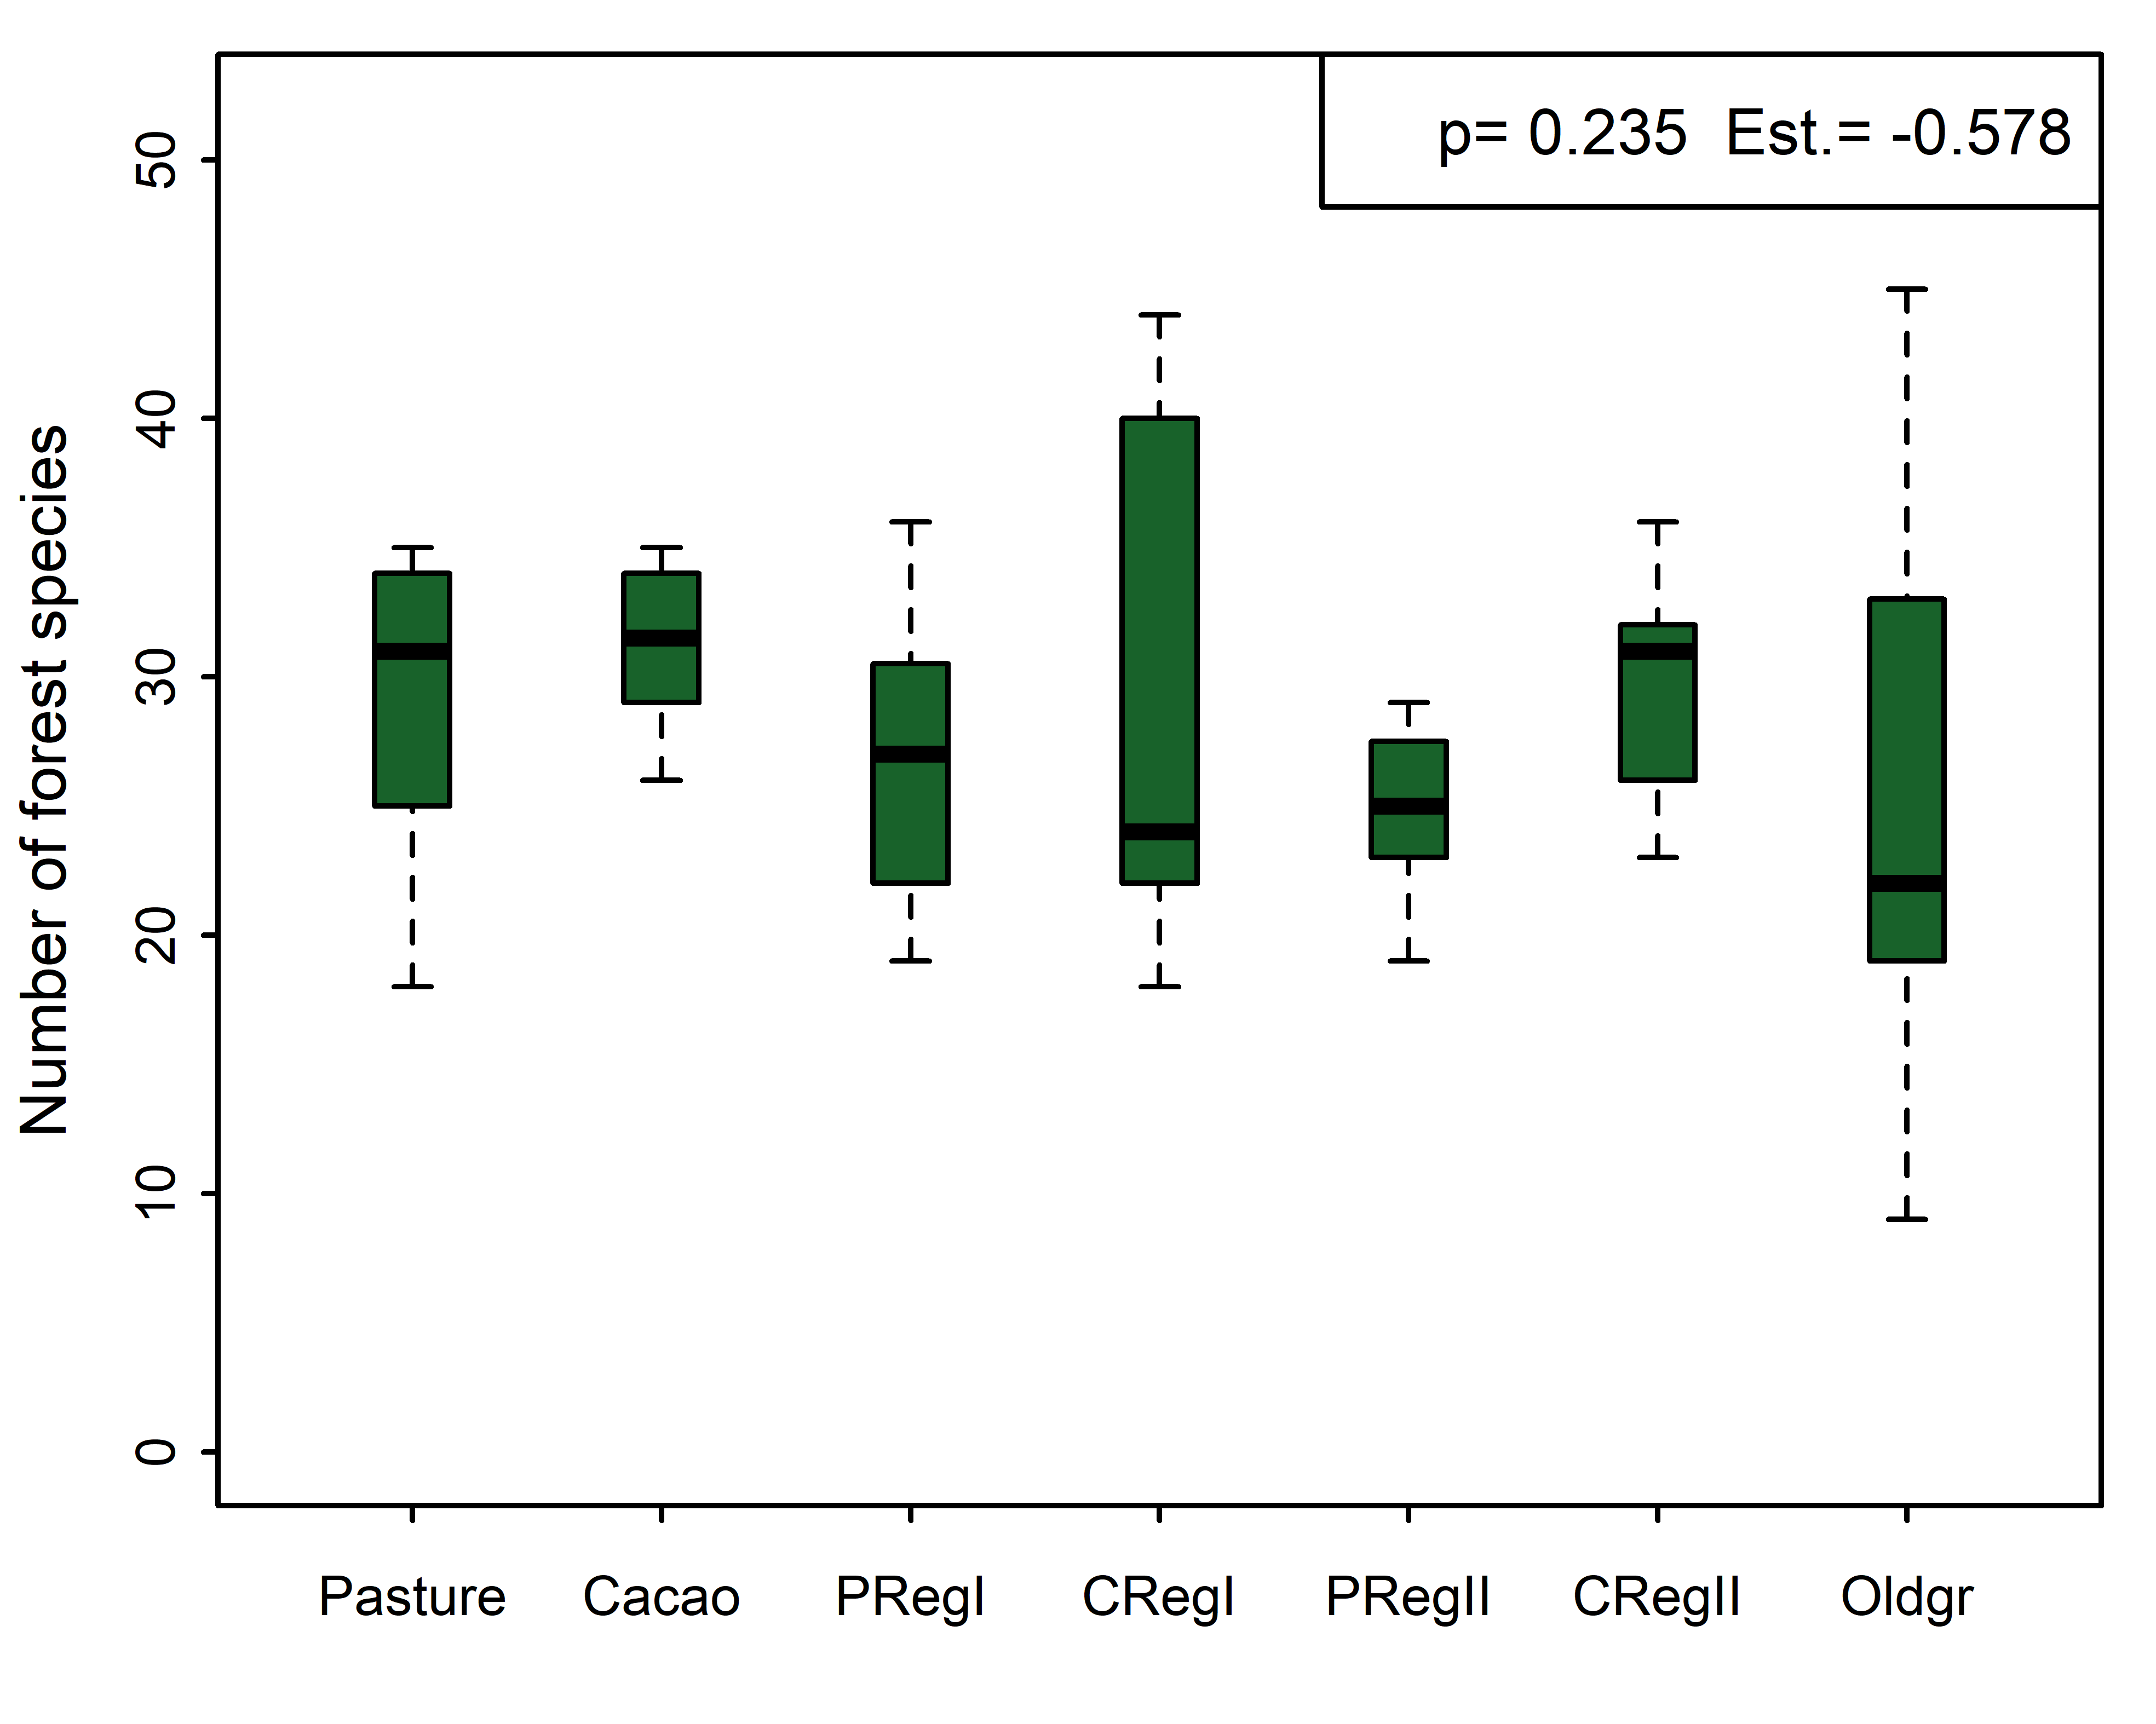 p= 0.235  Est.= -0.578
Number of forest species
50
40
30
20
10
0
Pasture Cacao PRegI CRegI PRegII CRegII Oldgr